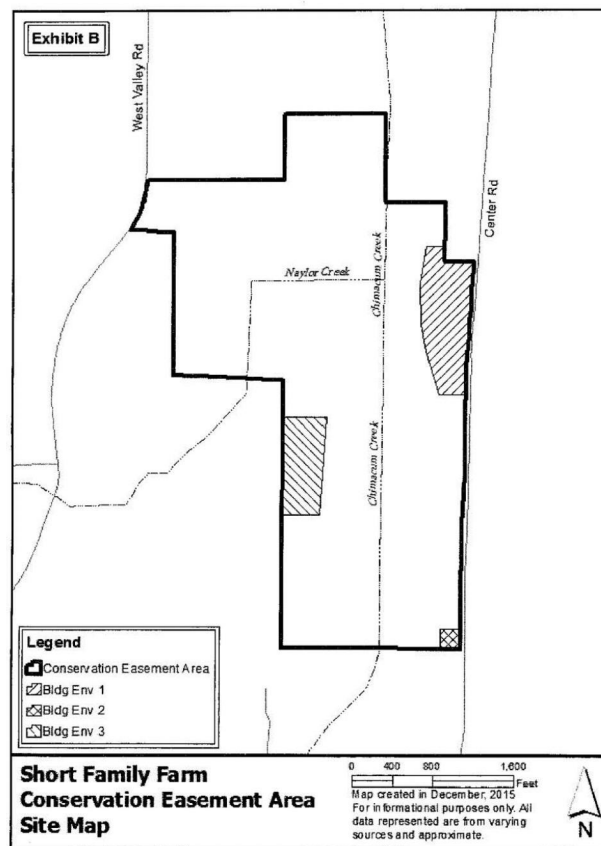 Exhibit B
West Valley Rd
Center Rd
Chimacum Creek
Naylor Creek
Chimacum Creek
Legend
Conservation Easement Area
Bldg Env 1
Bldg Env 2
Bldg Env 3
Short Family Farm
Conservation Easement Area
Site Map
0 400 800 1,600
Feet
Map created in December, 2015
For informational purposes only. All
data represented are from varying
sources and approximate.
N